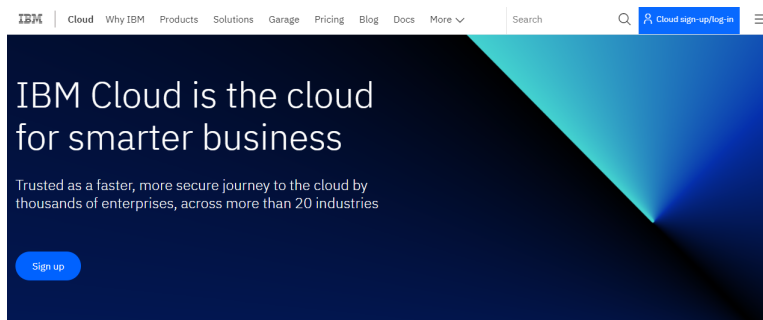 IBM Cloud Why IBM Products Solutions Garage Pricing Blog Docs More Search Cloud sign-up/log-in
IBM Cloud is the cloud
for smarter business
Trusted as a faster, more secure journey to the cloud by
thousands of enterprises, across more than 20 industries
Sign up